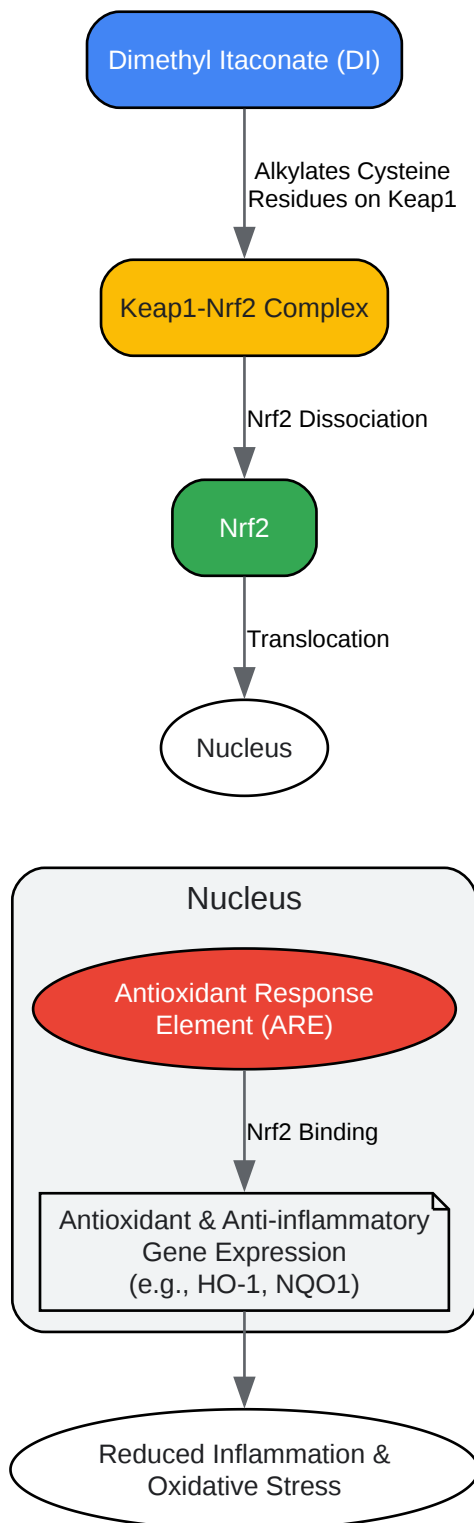 Dimethyl Itaconate (DI)
Alkylates Cysteine
Residues on Keap1
Keap1-Nrf2 Complex
Nrf2 Dissociation
Nrf2
Translocation
Nucleus
Nucleus
Antioxidant Response
Element (ARE)
Nrf2 Binding
Antioxidant & Anti-inflammatory
Gene Expression
(e.g., HO-1, NQO1)
Reduced Inflammation &
Oxidative Stress